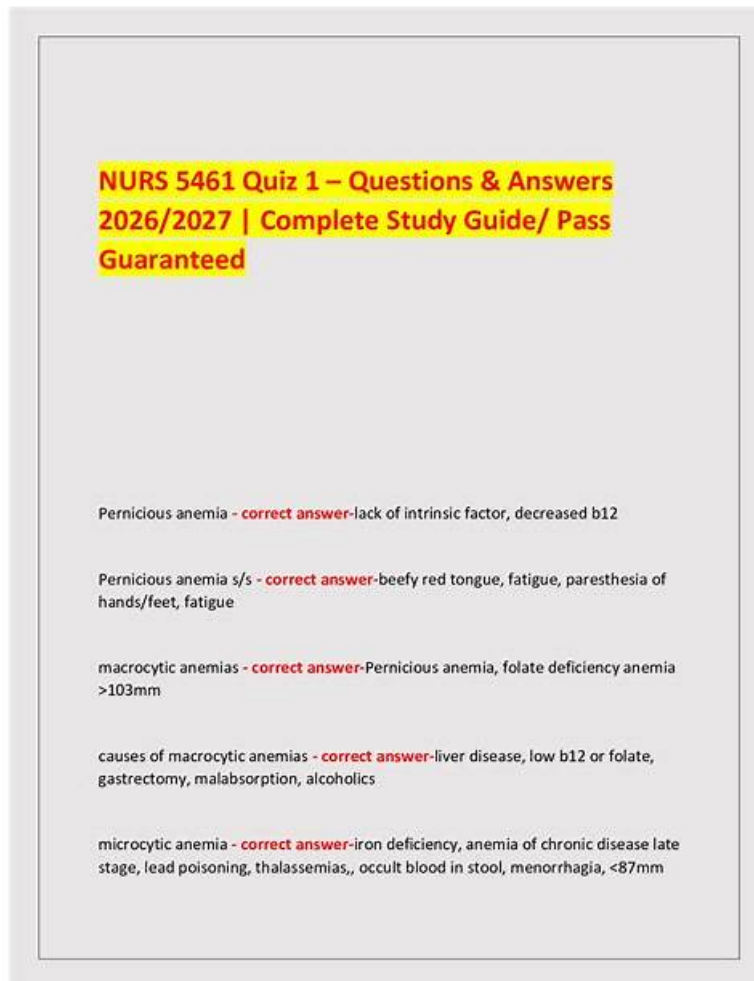 NURS 5461 Quiz 1 – Questions & Answers
2026/2027 | Complete Study Guide/ Pass
Guaranteed
Pernicious anemia - correct answer-lack of intrinsic factor, decreased b12
Pernicious anemia s/s - correct answer-beefy red tongue, fatigue, paresthesia of
hands/feet, fatigue
macrocytic anemias - correct answer-Pernicious anemia, folate deficiency anemia
>103mm
causes of macrocytic anemias - correct answer-liver disease, low b12 or folate,
gastrectomy, malabsorption, alcoholics
microcytic anemia - correct answer-iron deficiency, anemia of chronic disease late
stage, lead poisoning, thalassemias,, occult blood in stool, menorrhagia, <87mm